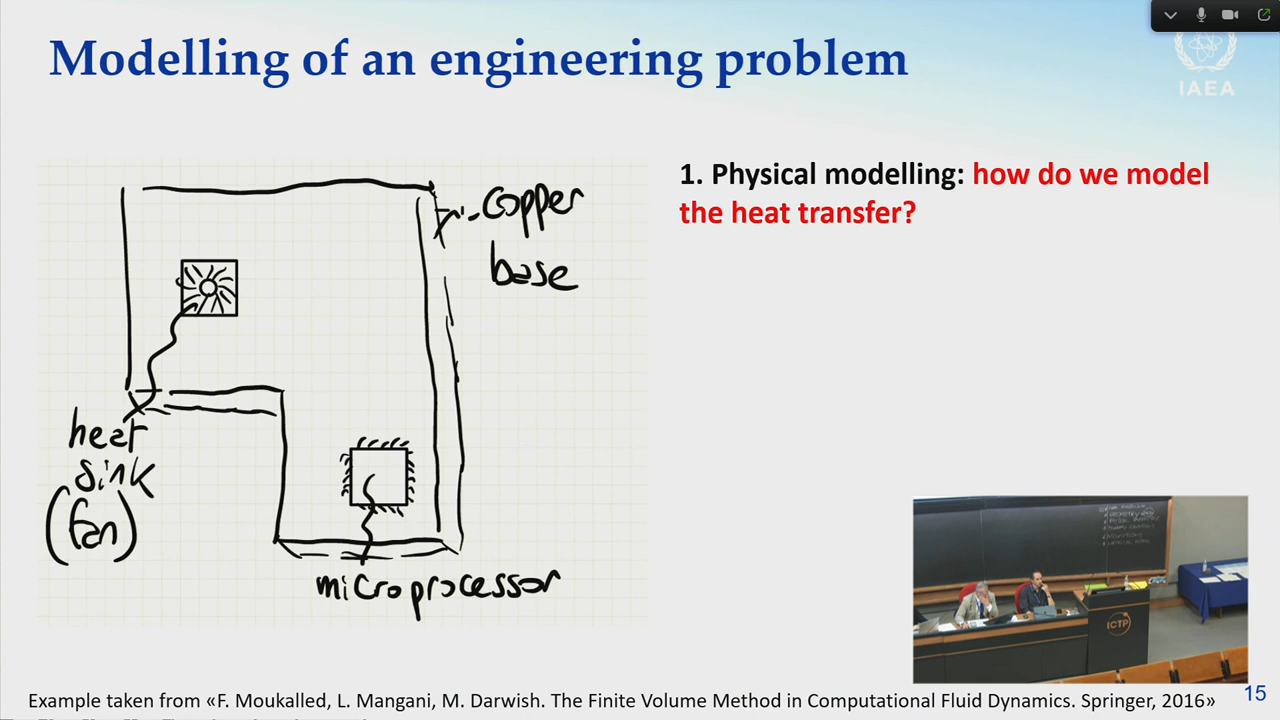 Modelling of an engineering problem
IAEA
1. Physical modelling: how do we model
the heat transfer?
copper
base
heat
sink
(fan)
microprocessor
ICTP
Example taken from «F. Moukalled, L. Mangani, M. Darwish. The Finite Volume Method in Computational Fluid Dynamics. Springer, 2016»
15